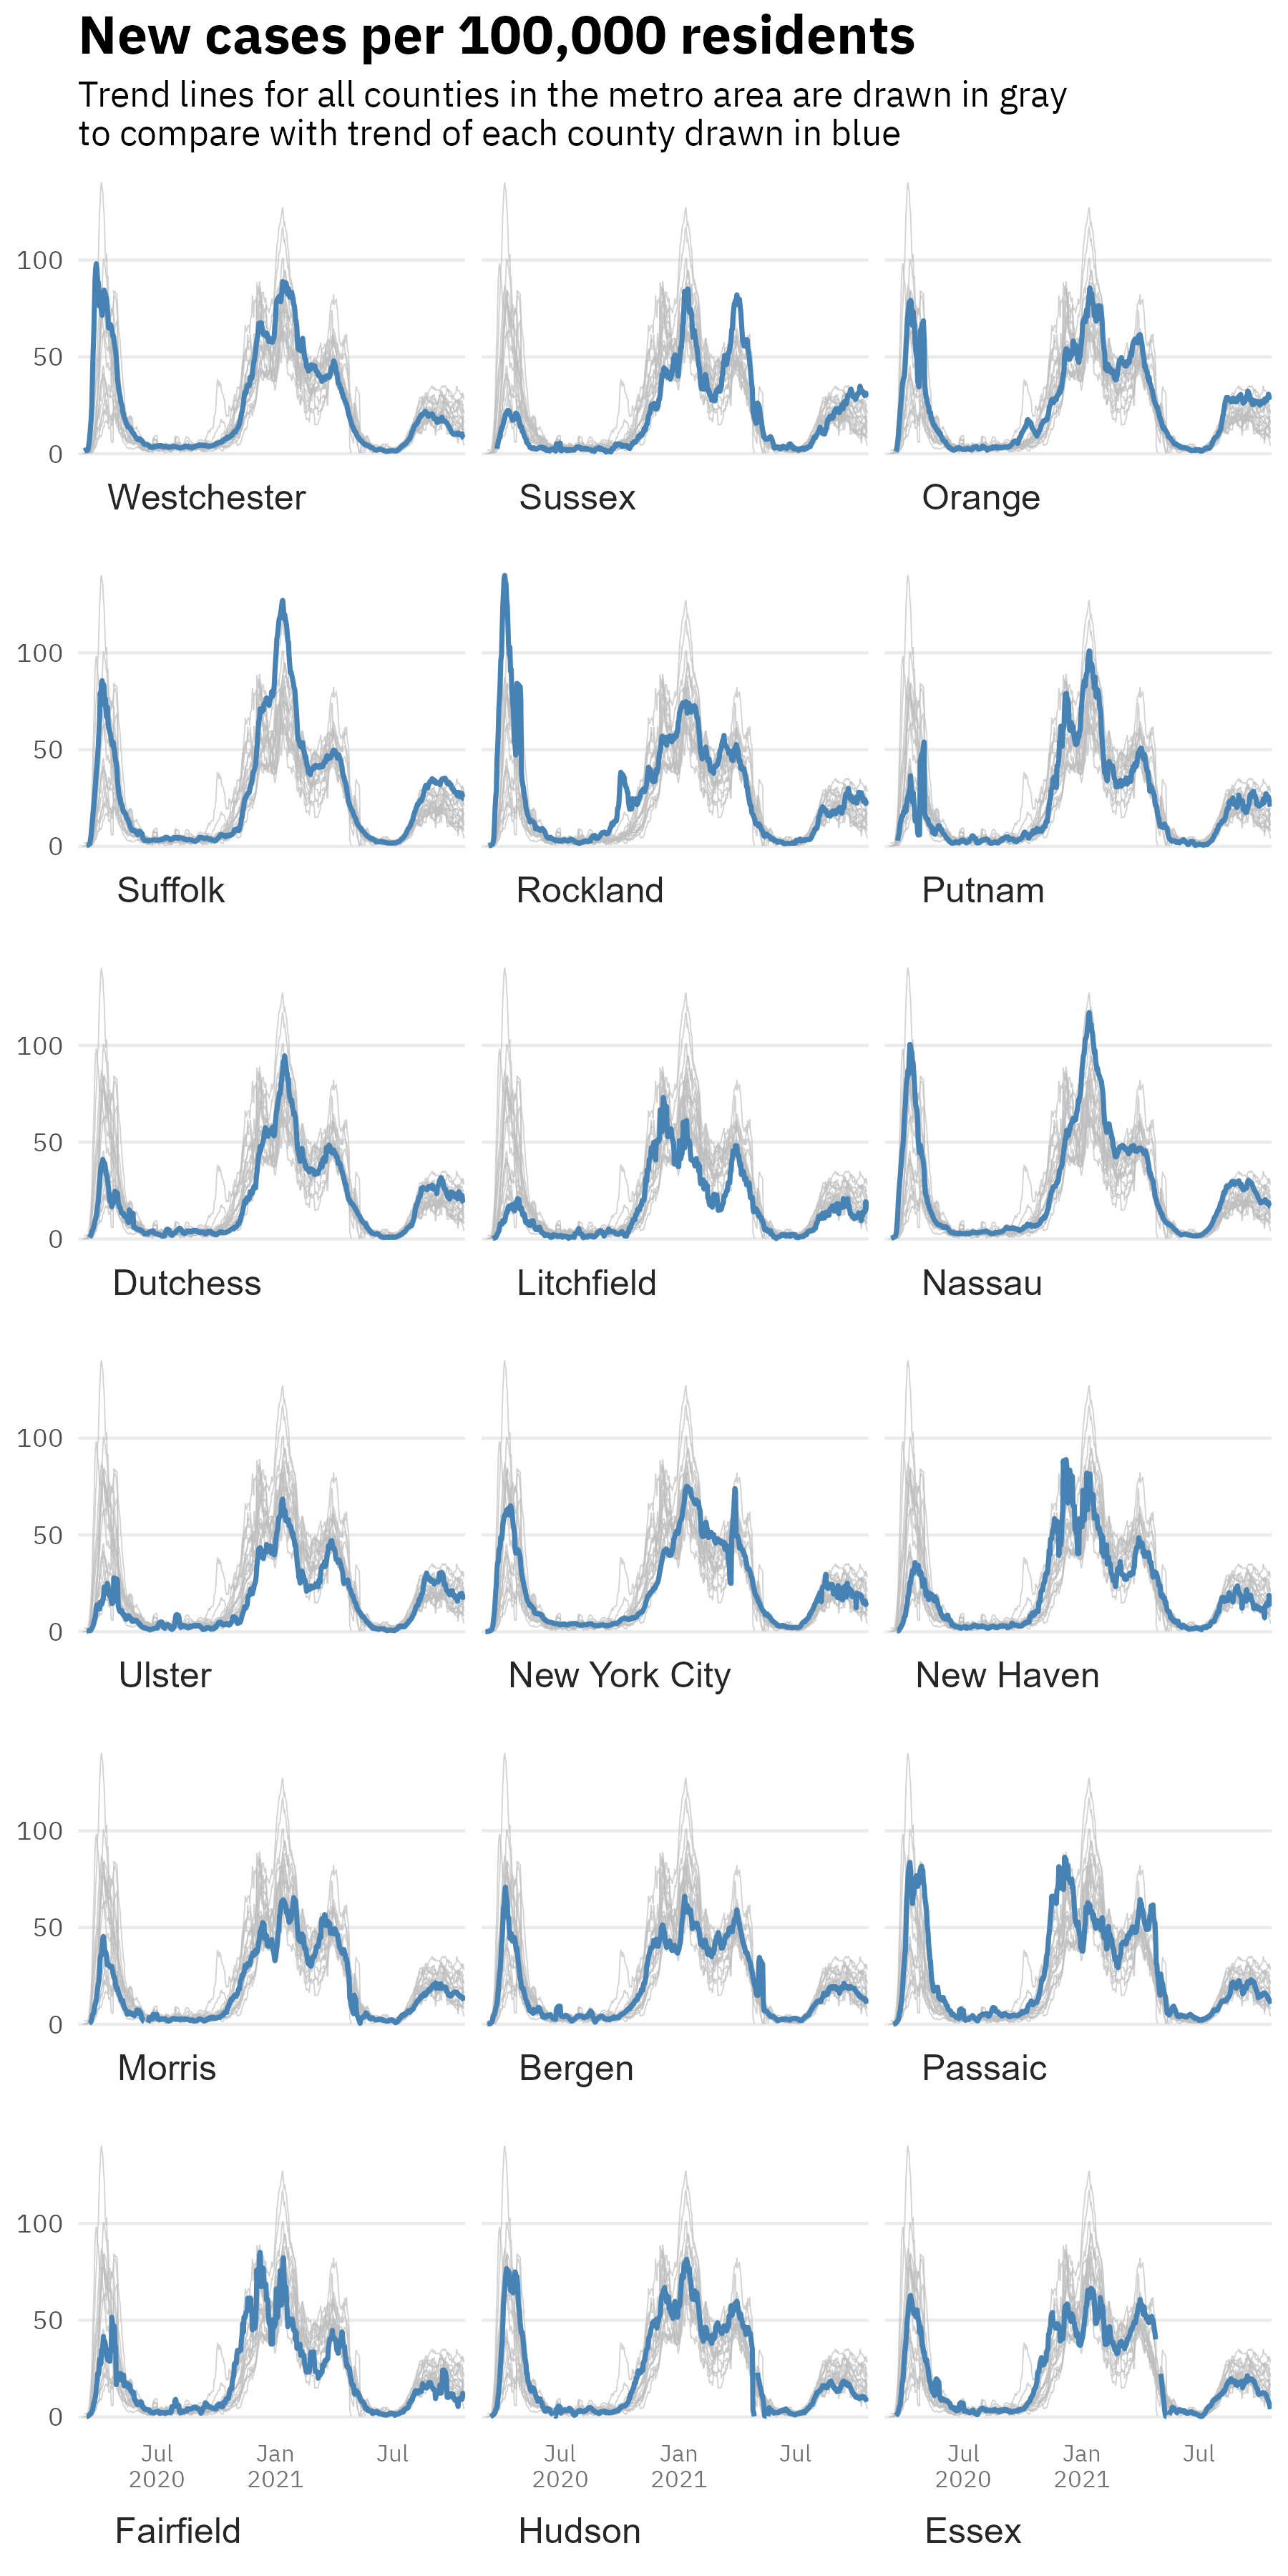 New cases per 100,000 residents
Trend lines for all counties in the metro area are drawn in gray
to compare with trend of each county drawn in blue
100
50
0
Westchester
Sussex
Orange
100
50
0
Suffolk
Rockland
Putnam
100
50
0
Dutchess
Litchfield
Nassau
100
50
0
Ulster
New York City
New Haven
100
50
0
Morris
Bergen
Passaic
100
50
0
Jul
2020
Jan
2021
Jul
Jul
2020
Jan
2021
Jul
Jul
2020
Jan
2021
Jul
Fairfield
Hudson
Essex